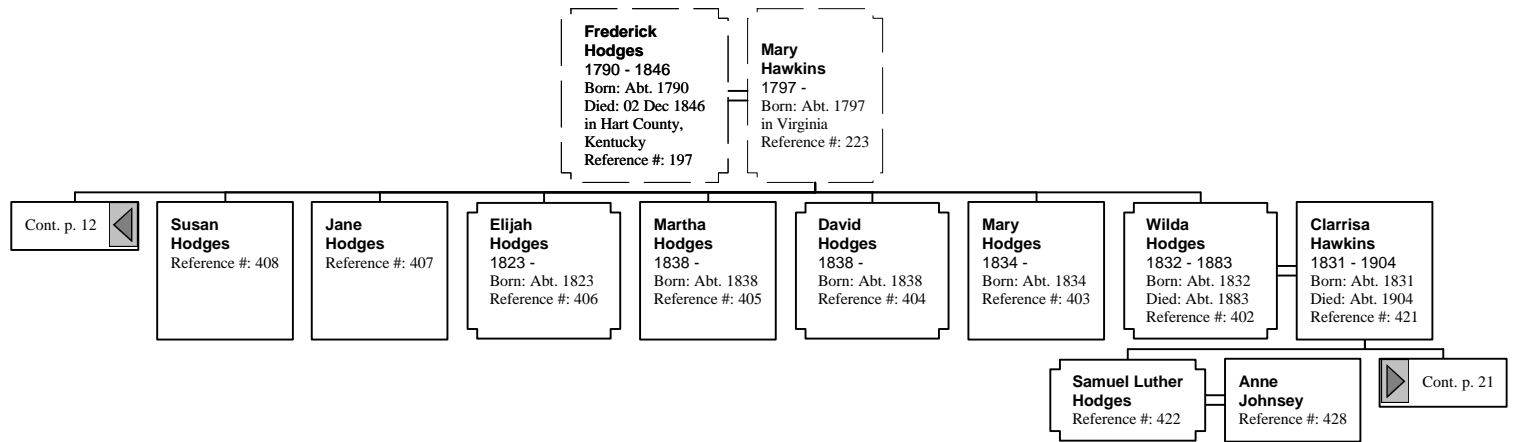 Frederick
Hodges
1790 - 1846
Born: Abt. 1790
Died: 02 Dec 1846
in Hart County,
Kentucky
Reference #: 197
Mary
Hawkins
1797 -
Born: Abt. 1797
in Virginia
Reference #: 223
Cont. p. 12
Susan
Hodges
Reference #: 408
Jane
Hodges
Reference #: 407
Elijah
Hodges
1823 -
Born: Abt. 1823
Reference #: 406
Martha
Hodges
1838 -
Born: Abt. 1838
Reference #: 405
David
Hodges
1838 -
Born: Abt. 1838
Reference #: 404
Mary
Hodges
1834 -
Born: Abt. 1834
Reference #: 403
Wilda
Hodges
1832 - 1883
Born: Abt. 1832
Died: Abt. 1883
Reference #: 402
Clarrisa
Hawkins
1831 - 1904
Born: Abt. 1831
Died: Abt. 1904
Reference #: 421
Samuel Luther
Hodges
Reference #: 422
Anne
Johnsey
Reference #: 428
Cont. p. 21